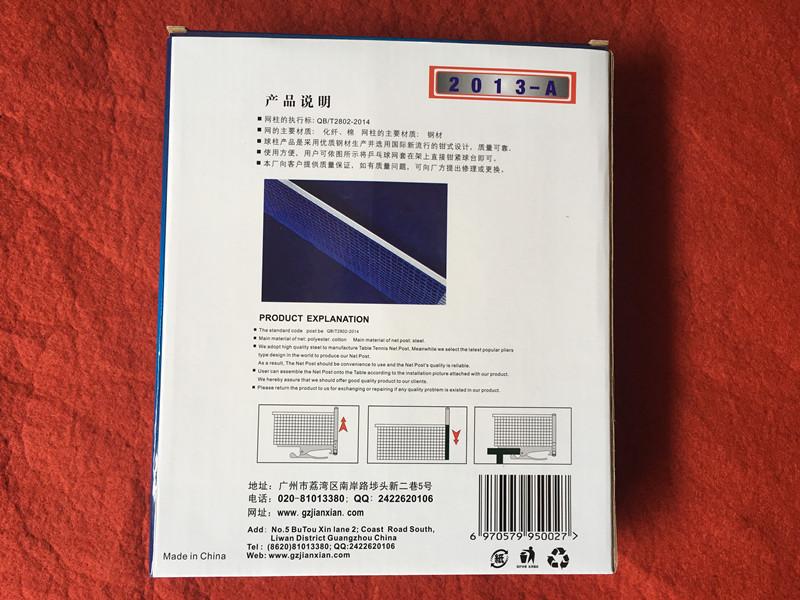 2013-A
产品说明
■ 网柱的执行标: QB/T2802-2014
■ 网的主要材质: 化纤、棉 网柱的主要材质: 钢材
■ 球柱产品是采用优质钢材生产并选用国际新流行的钳式设计，质量可靠.
■ 使用方便，用户可依图所示将乒乓球网套在架上直接钳紧球台即可。
■ 本厂向客户提供质量保证，如有质量问题，可向厂方提出修理或更换。
PRODUCT EXPLANATION
■ The standard code post be QB/T2802-2014
■ Main material of net: polyester. cotton Main material of net post: steel.
■ We adopt high quality steel to manufacture Table Tennis Net Post, Meanwhile we select the latest popular pliers
type design in the world to produce our Net Post.
As a result, The Net Post should be convenience to use and the Net Post's quality is reliable.
■ User can assemble the Net Post onto the Table according to the installation picture attached with our product.
We hereby assure that we should offer good quality product to our clients.
■ Please return the product to us for exchanging or repairing if any quality problem is existed in our product.
地址: 广州市荔湾区南岸路埗头新二巷5号
电话: 020-81013380; QQ: 2422620106
网址: www. gzjianxian. com
Add: No.5 BuTou Xin lane 2; Coast Road South,
Liwan District Guangzhou China
Tel : (8620)81013380; QQ:2422620106
Web: www.gzjianxian.com
Made in China
6 970579 950027 >
紙